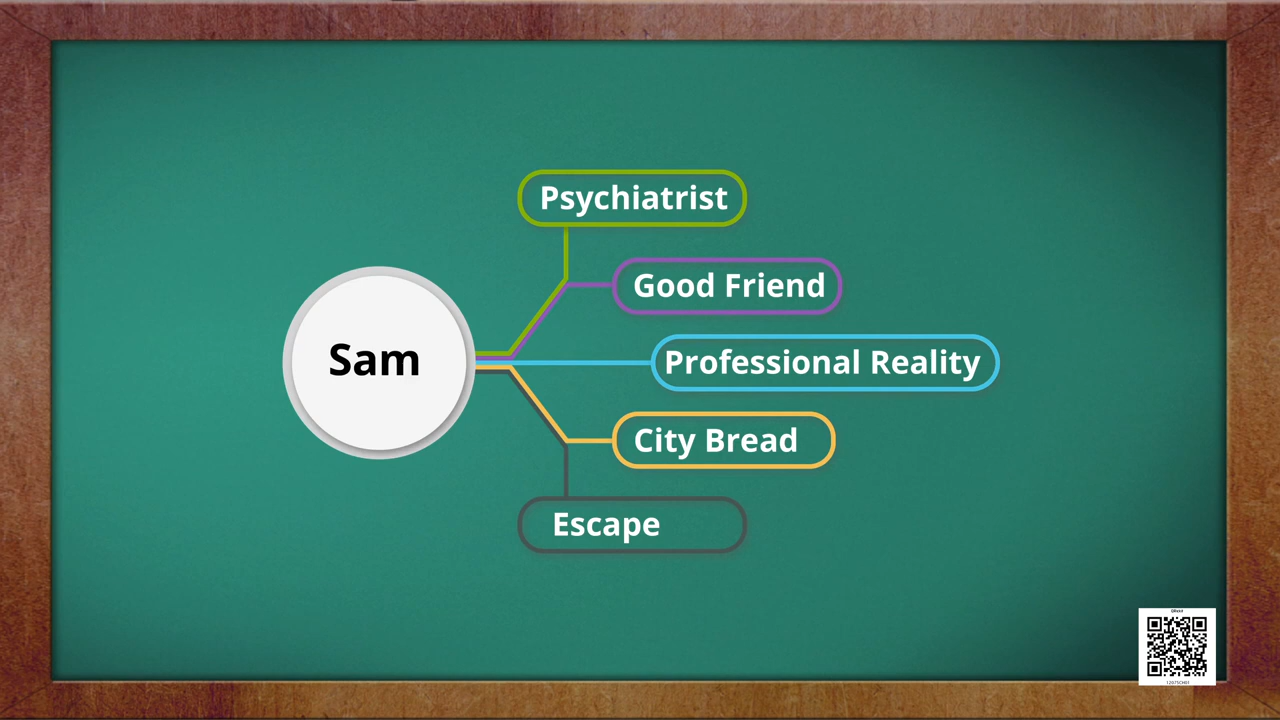 Psychiatrist
Good Friend
Sam
Professional Reality
City Bread
Escape